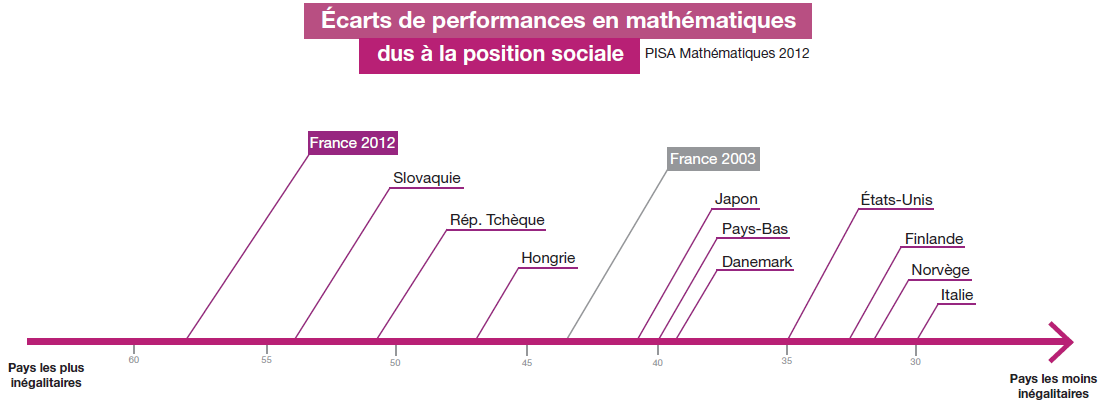 Écarts de performances en mathématiques
dus à la position sociale
PISA Mathématiques 2012
France 2012
France 2003
Slovaquie
Japon
États-Unis
Rép. Tchèque
Pays-Bas
Finlande
Hongrie
Danemark
Norvège
Italie
60 55 50 45 40 35 30
Pays les plus
inégalitaires
Pays les moins
inégalitaires